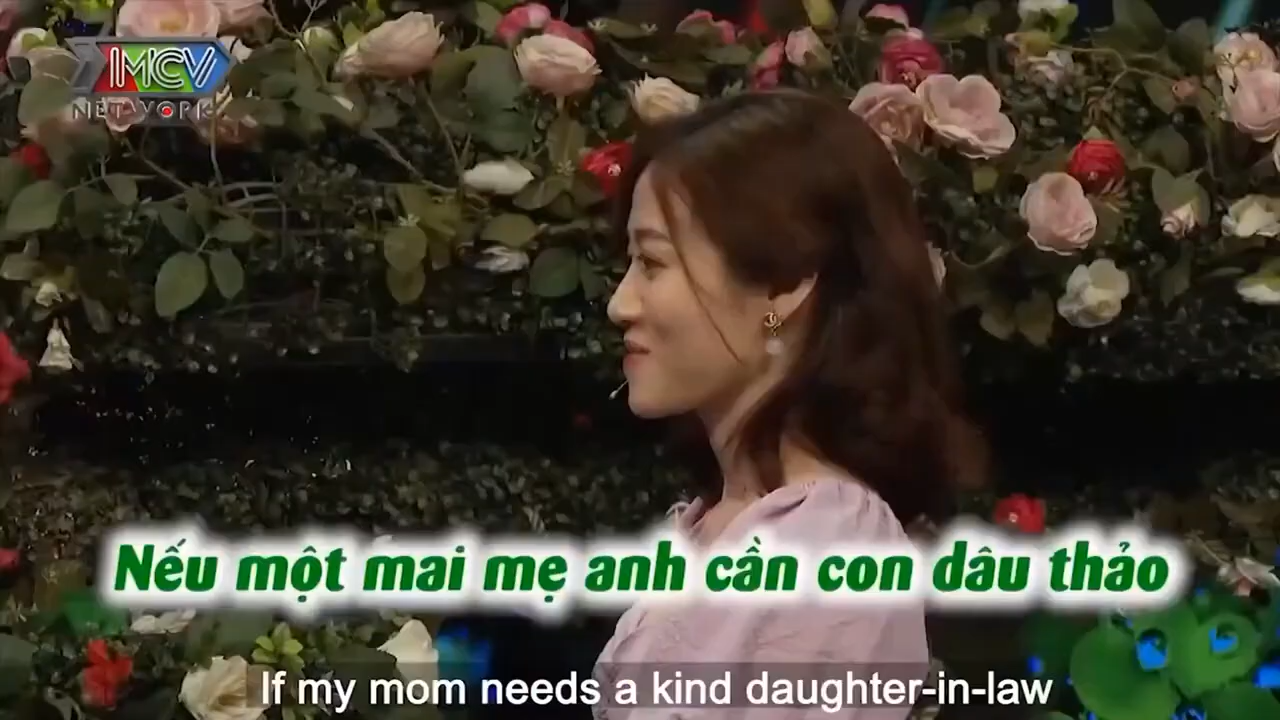 MCV
NETWORK
Nếu một mai mẹ anh cần con dâu thảo
If my mom needs a kind daughter-in-law